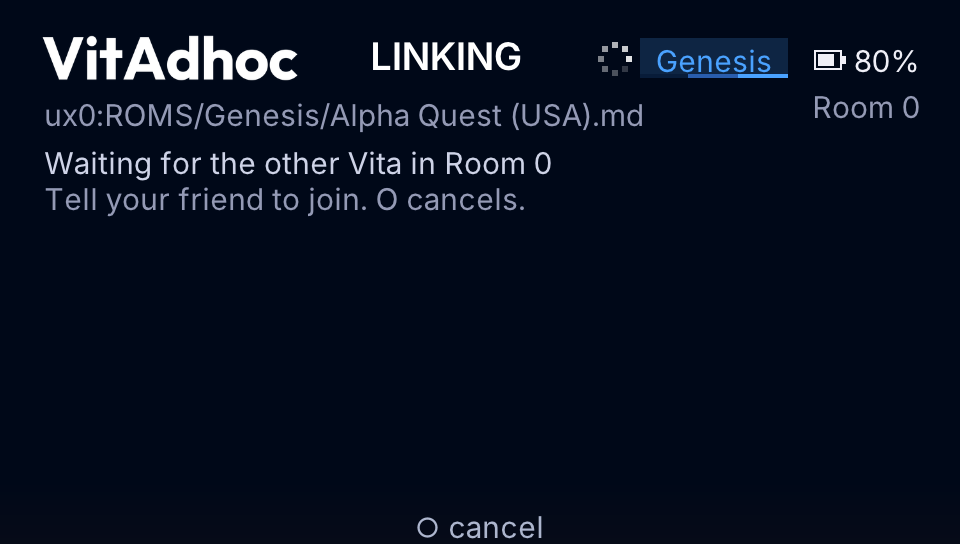 VitAdhoc LINKING Genesis 80%
ux0:ROMS/Genesis/Alpha Quest (USA).md Room 0
Waiting for the other Vita in Room 0
Tell your friend to join. O cancels.
O cancel